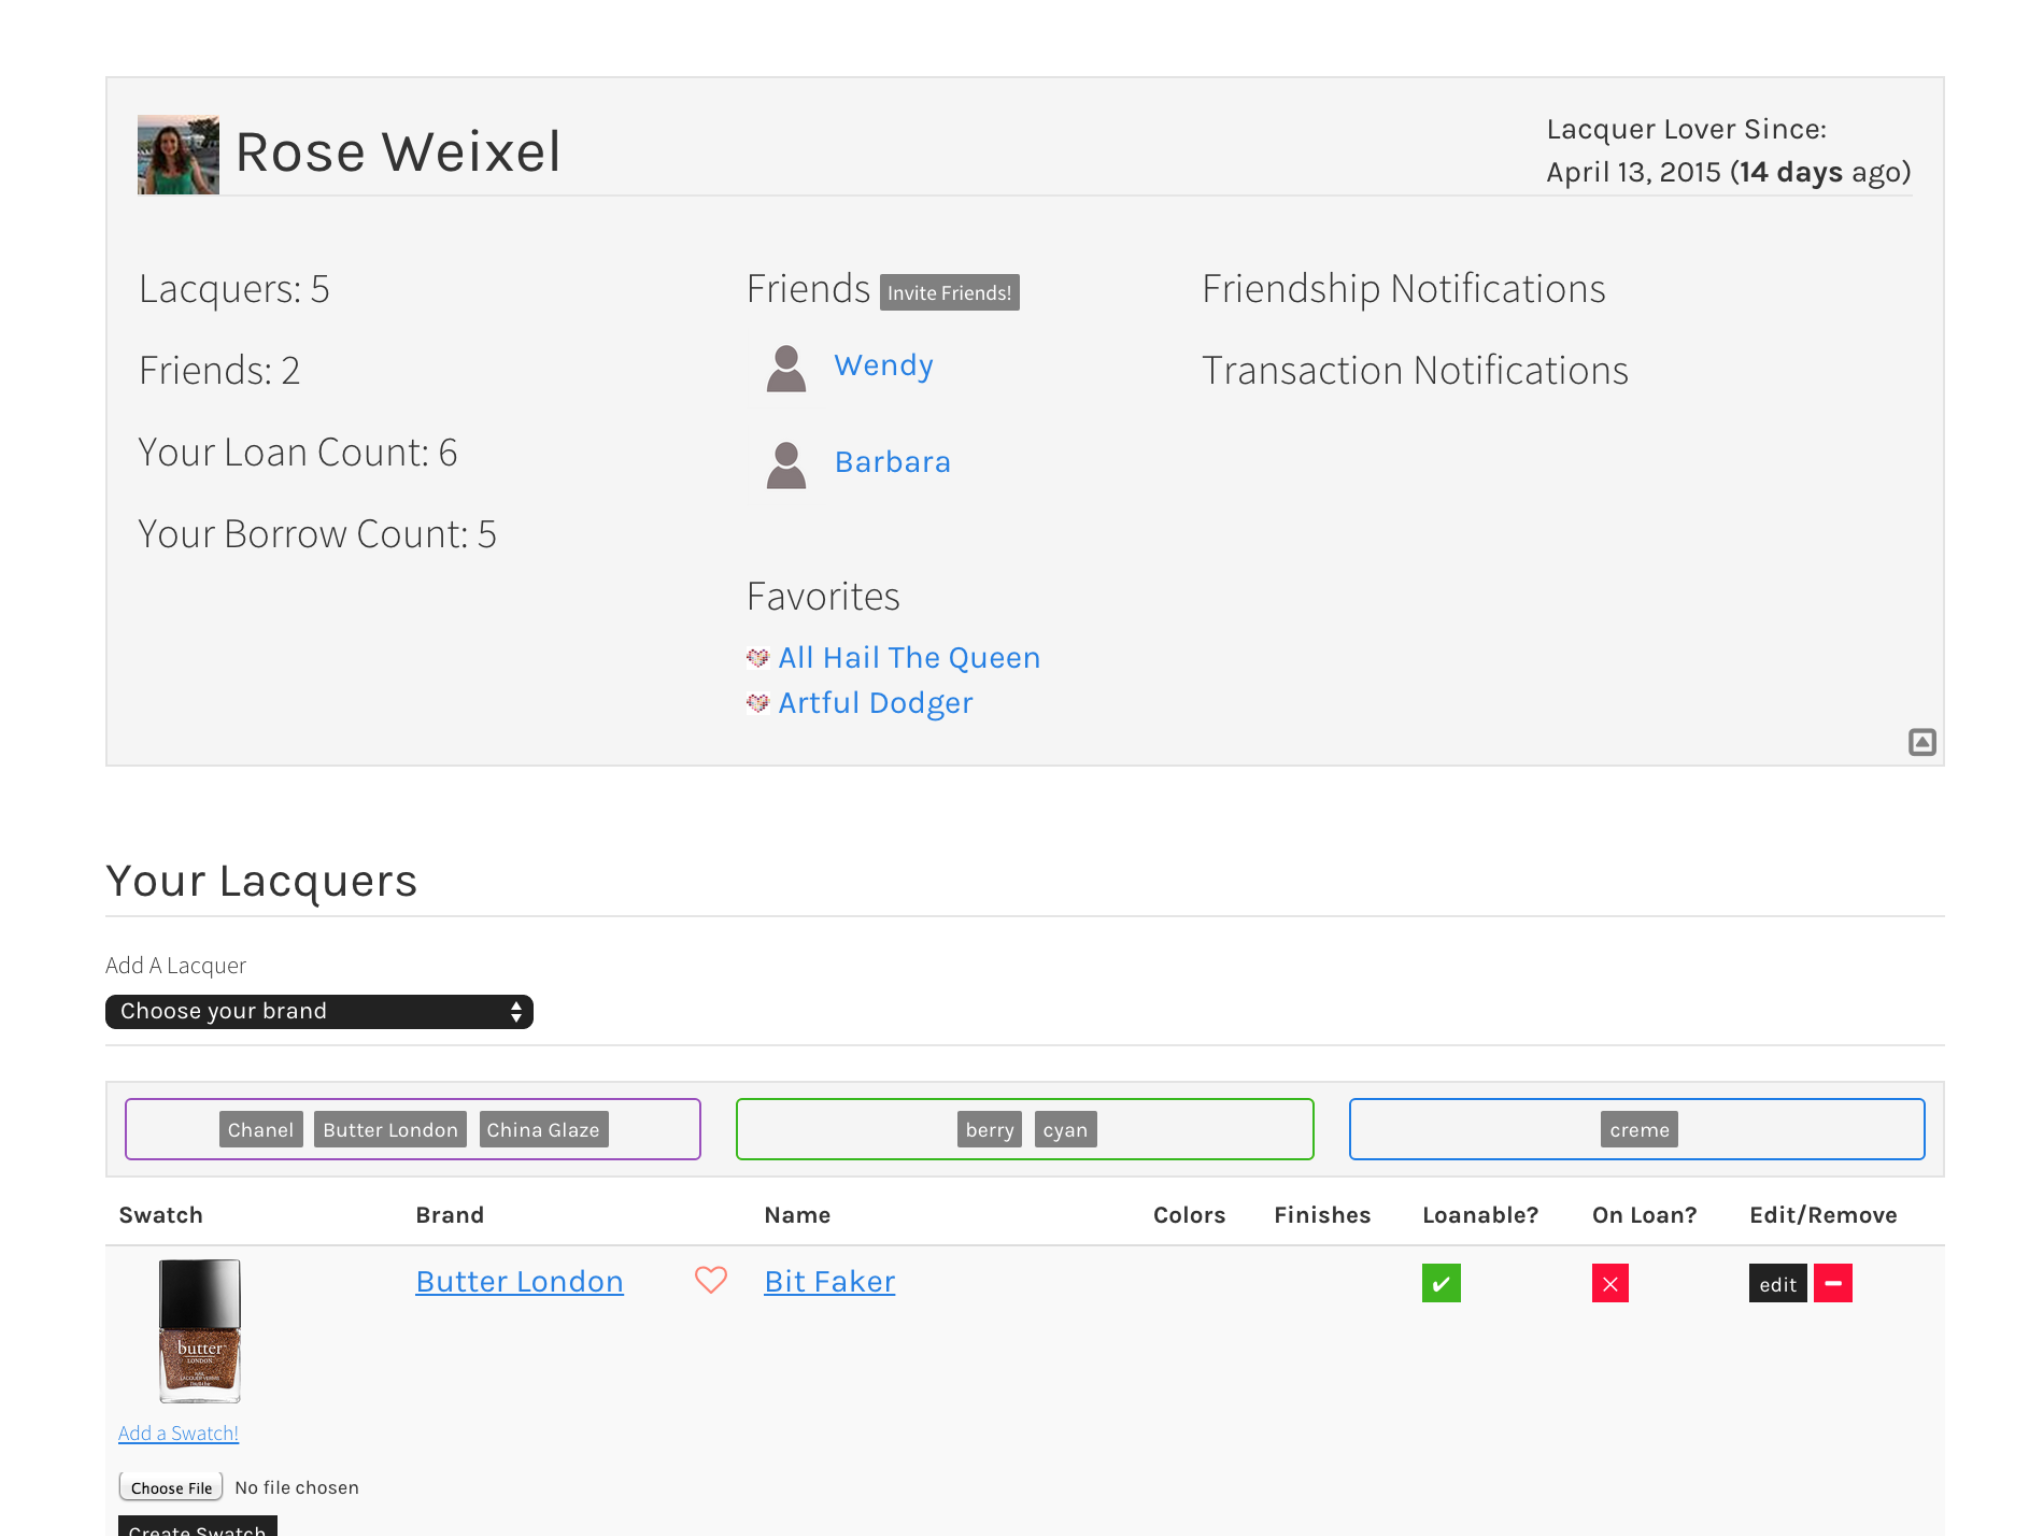 Rose Weixel
Lacquer Lover Since:
April 13, 2015 (14 days ago)
Lacquers: 5
Friends: 2
Your Loan Count: 6
Your Borrow Count: 5
Friends Invite Friends!
Wendy
Barbara
Favorites
All Hail The Queen
Artful Dodger
Friendship Notifications
Transaction Notifications
Your Lacquers
Add A Lacquer
Choose your brand
Chanel Butter London China Glaze berry cyan creme
Swatch Brand Name Colors Finishes Loanable? On Loan? Edit/Remove
Butter London Bit Faker edit
butter
LONDON
Add a Swatch!
Choose File No file chosen
Create Swatch